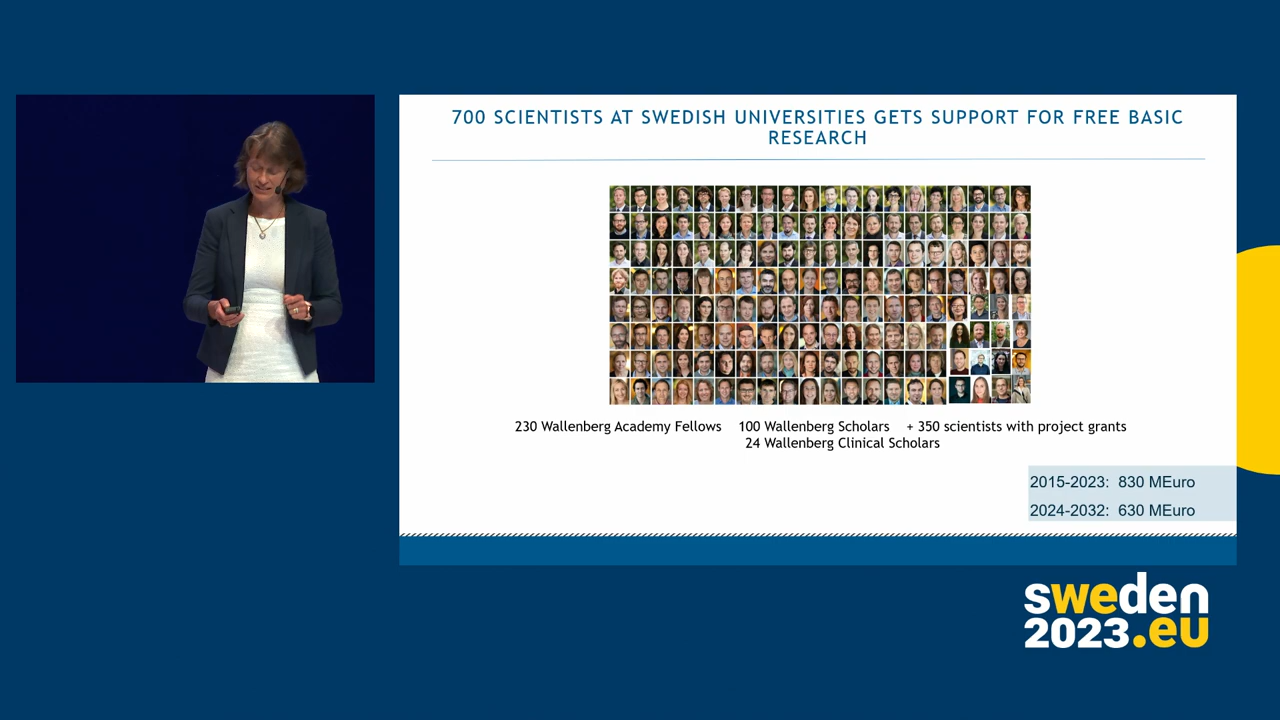 700 SCIENTISTS AT SWEDISH UNIVERSITIES GETS SUPPORT FOR FREE BASIC
RESEARCH
230 Wallenberg Academy Fellows 100 Wallenberg Scholars + 350 scientists with project grants
24 Wallenberg Clinical Scholars
2015-2023: 830 MEuro
2024-2032: 630 MEuro
sweden
2023.eu